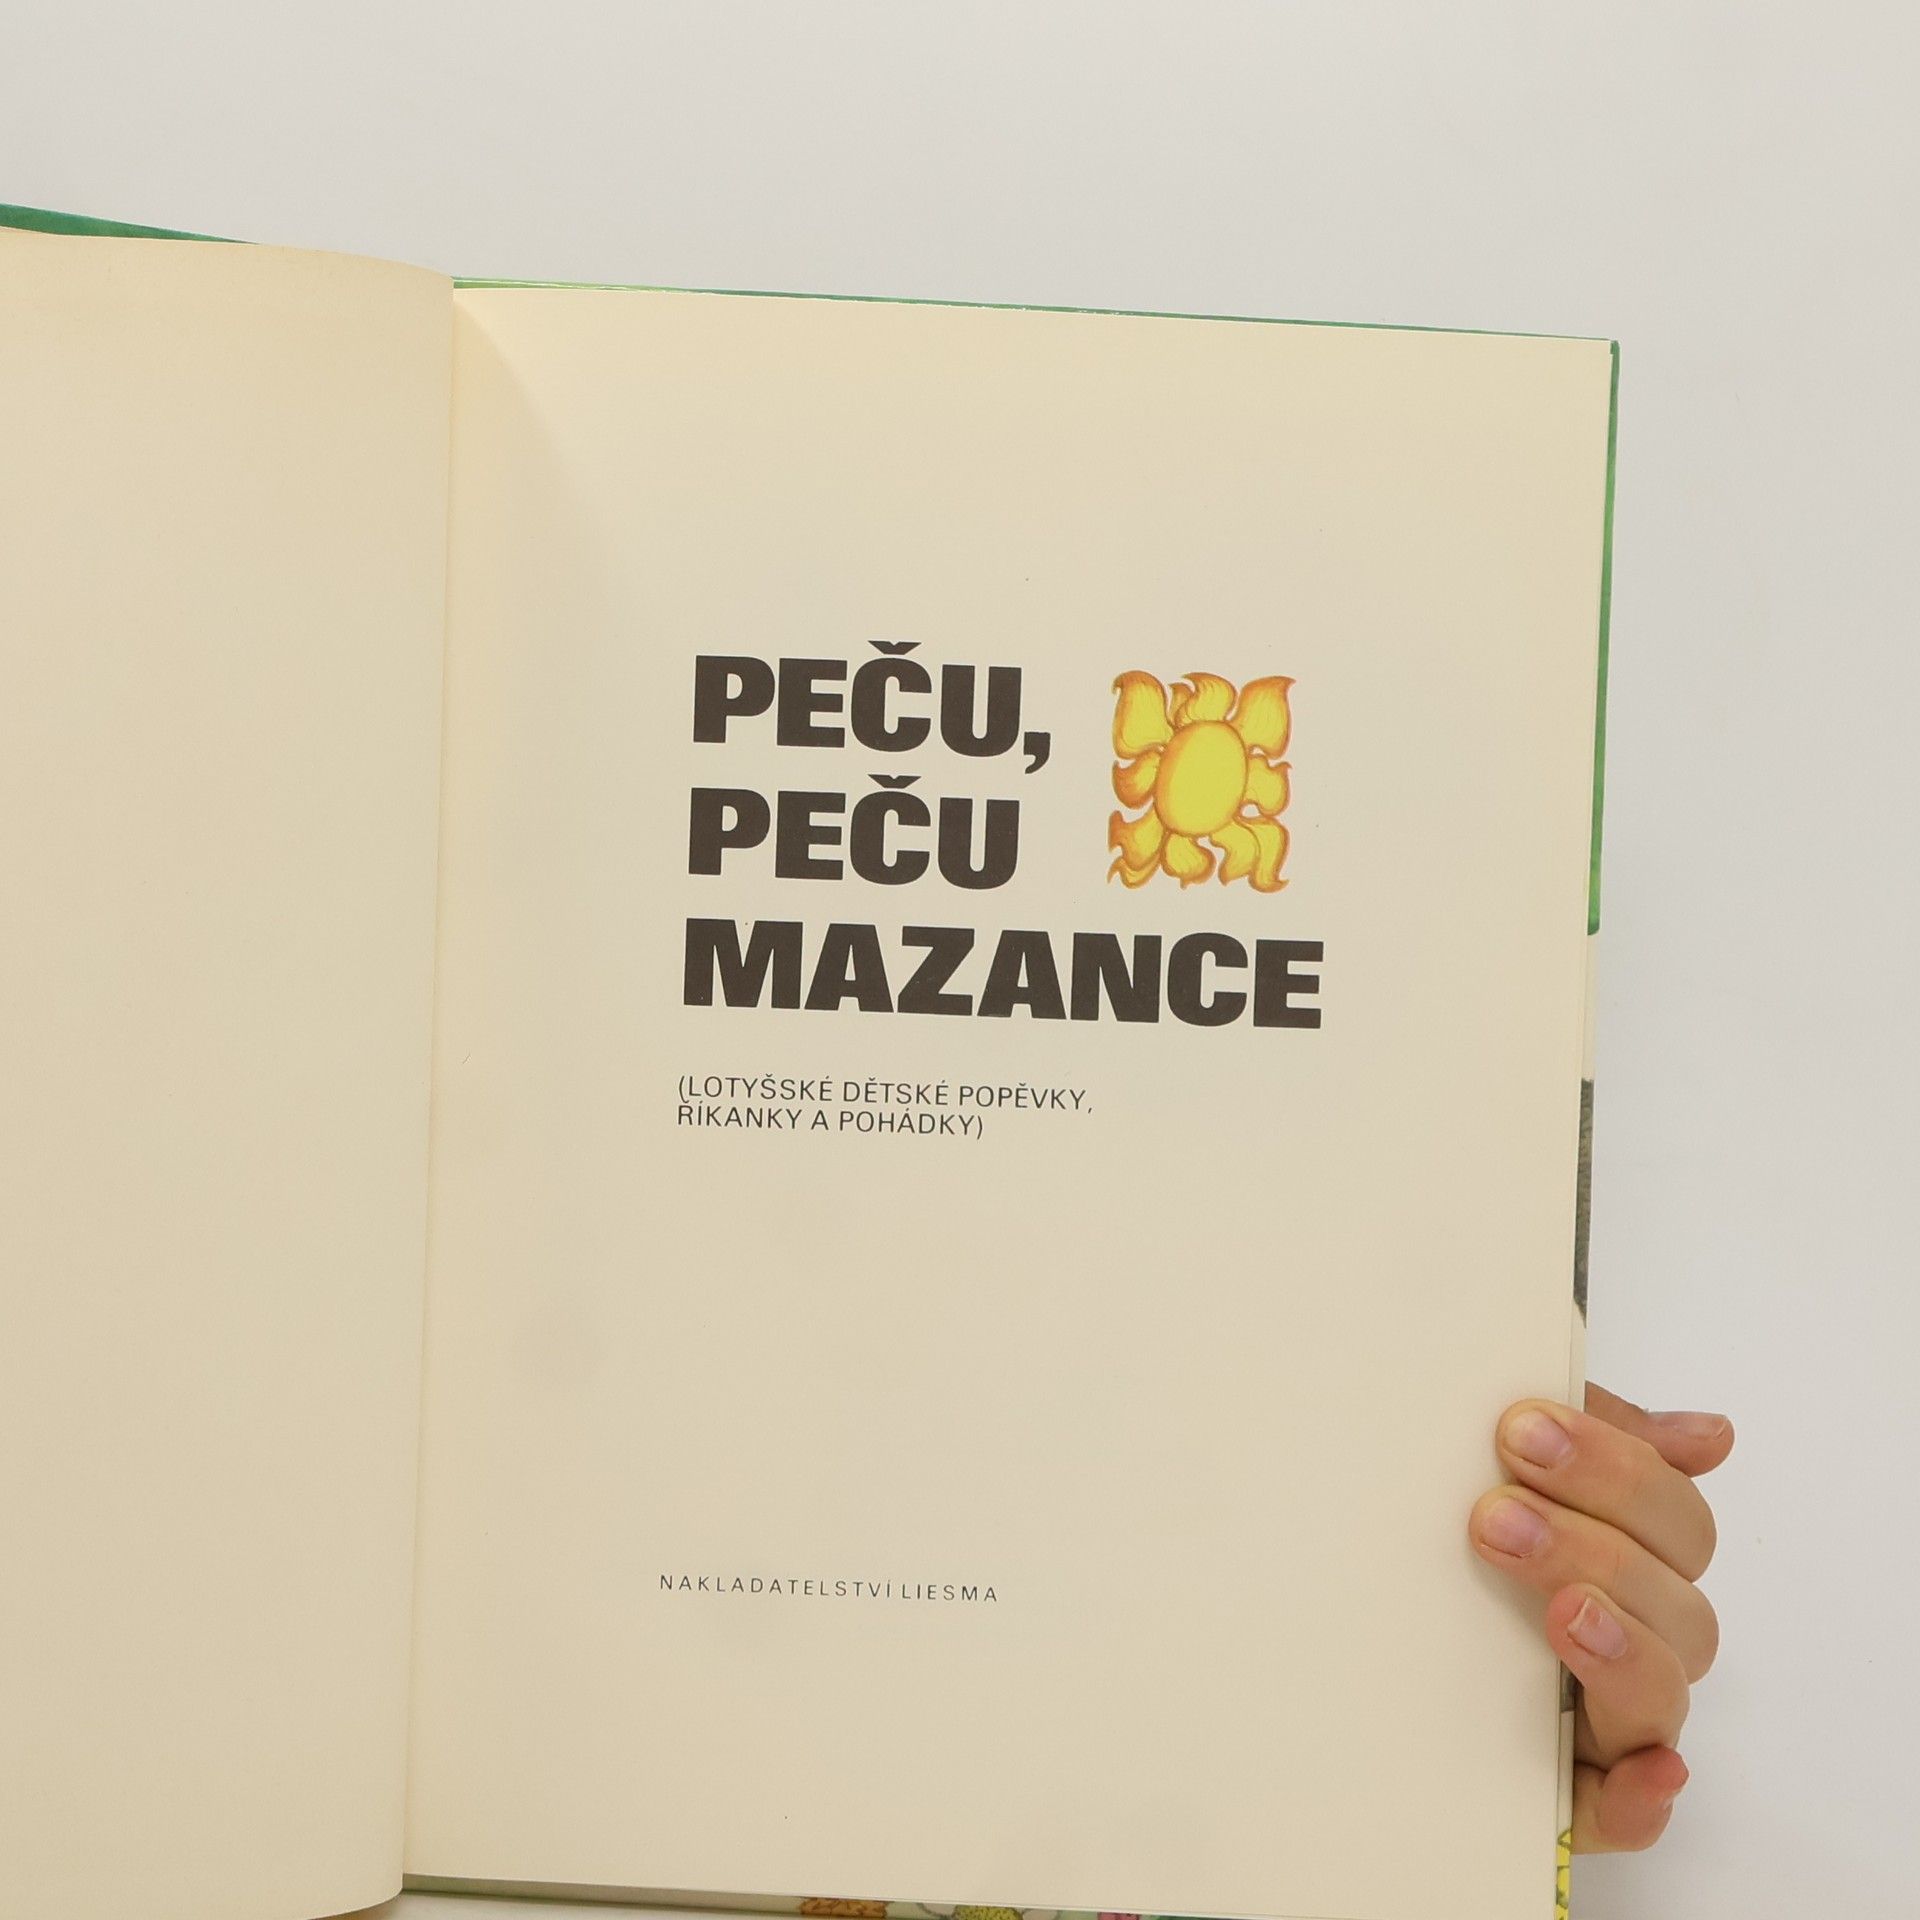 PEČU,
PEČU
MAZANCE
(LOTYŠSKÉ DĚTSKÉ POPĚVKY,
ŘÍKANKY A POHÁDKY)
NAKLADATELSTVÍ LIESMA